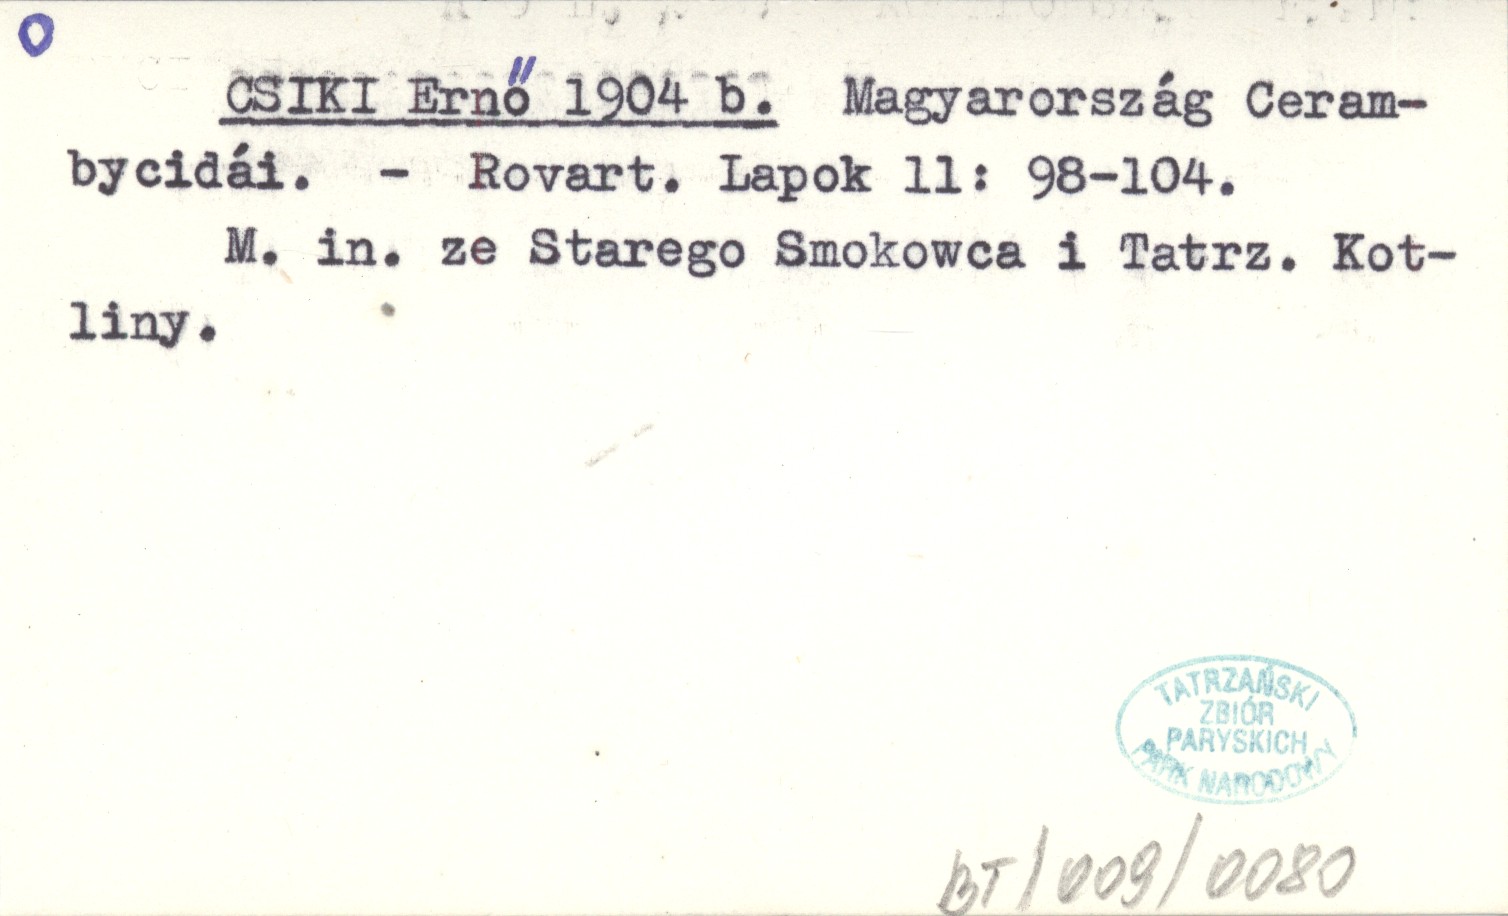 O
CSIKI Ernő 1904 b. Magyarország Ceram-
bycidái. - Rovart. Lapok 11: 98-104.
M. in. ze Starego Smokowca i Tatrz. Kot-
liny.
TATRZAŃSKI
ZBIÓR
PARYSKICH
PARK NARODOWY
BT/009/0080